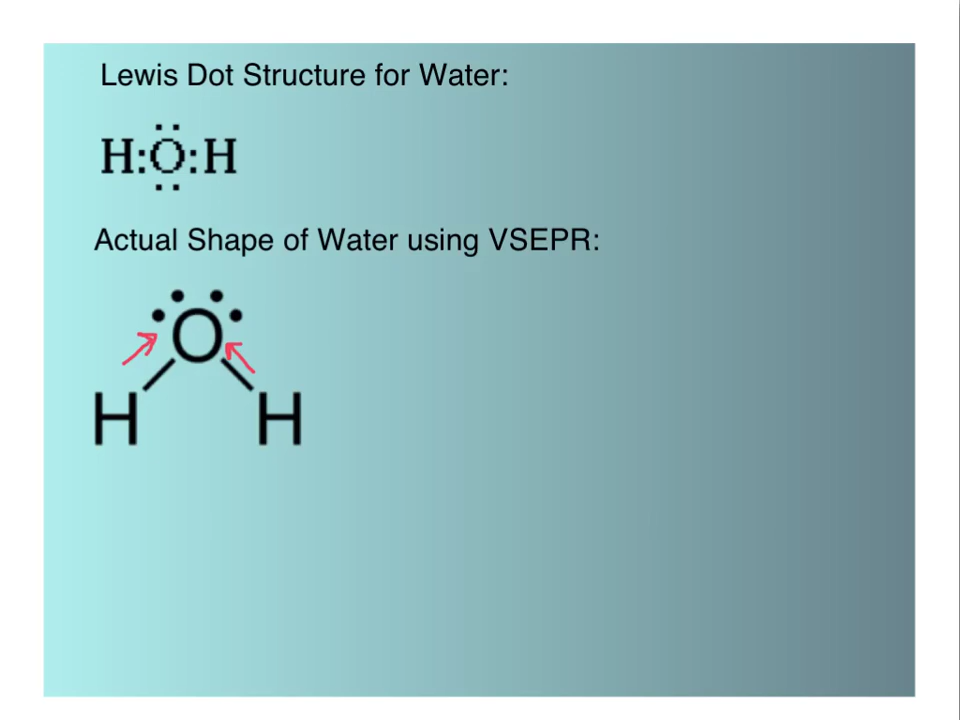 Lewis Dot Structure for Water:
H:O:H
Actual Shape of Water using VSEPR:
O
H H